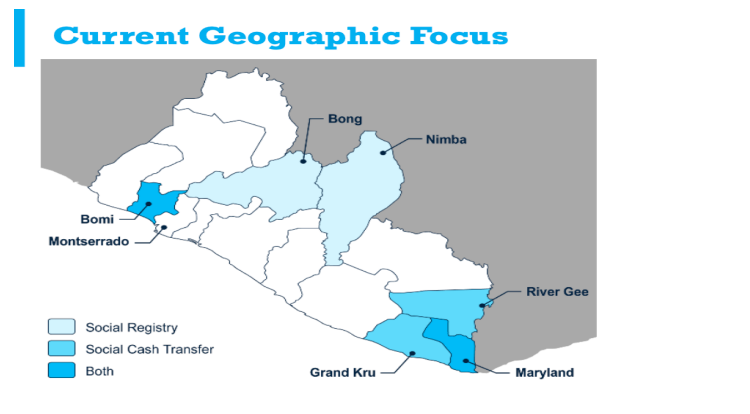 Current Geographic Focus
Bong
Nimba
Bomi
Montserrado
River Gee
Social Registry
Social Cash Transfer
Both
Grand Kru
Maryland